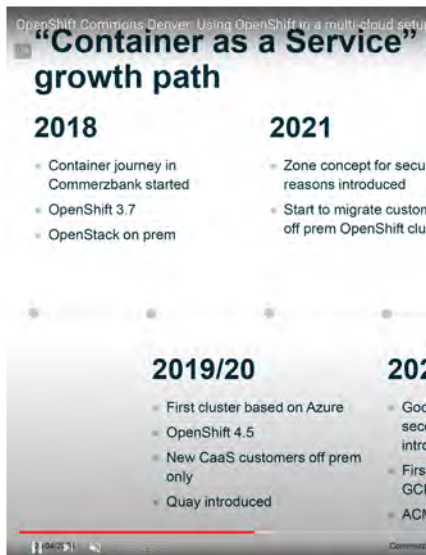 OpenShift Commons Denver: Using OpenShift in a multi-cloud setu
"Container as a Service"
growth path
2018
Container journey in
Commerzbank started
OpenShift 3.7
OpenStack on prem
2021
Zone concept for secu
reasons introduced
Start to migrate custom
off prem OpenShift clu
2019/20
First cluster based on Azure
OpenShift 4.5
New CaaS customers off prem
only
Quay introduced
202
Goo
seco
intro
Firs
GCP
ACM